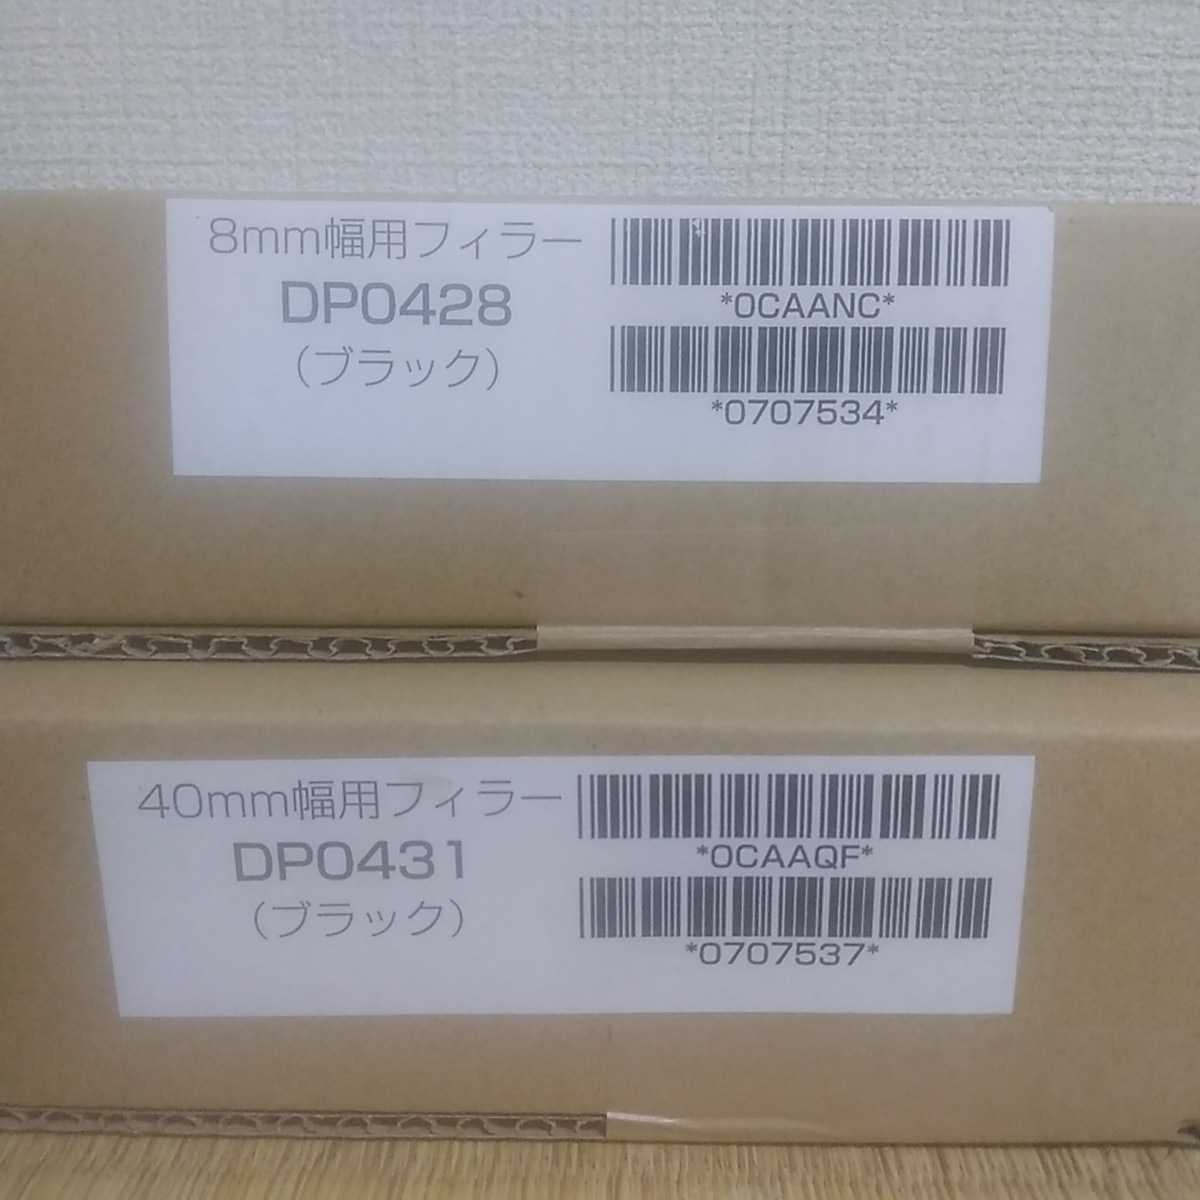 8mm幅用フィラー
DP0428
（ブラック）
*0CAANC*
*0707534*
40mm幅用フィラー
DP0431
（ブラック）
*0CAAQF*
*0707537*